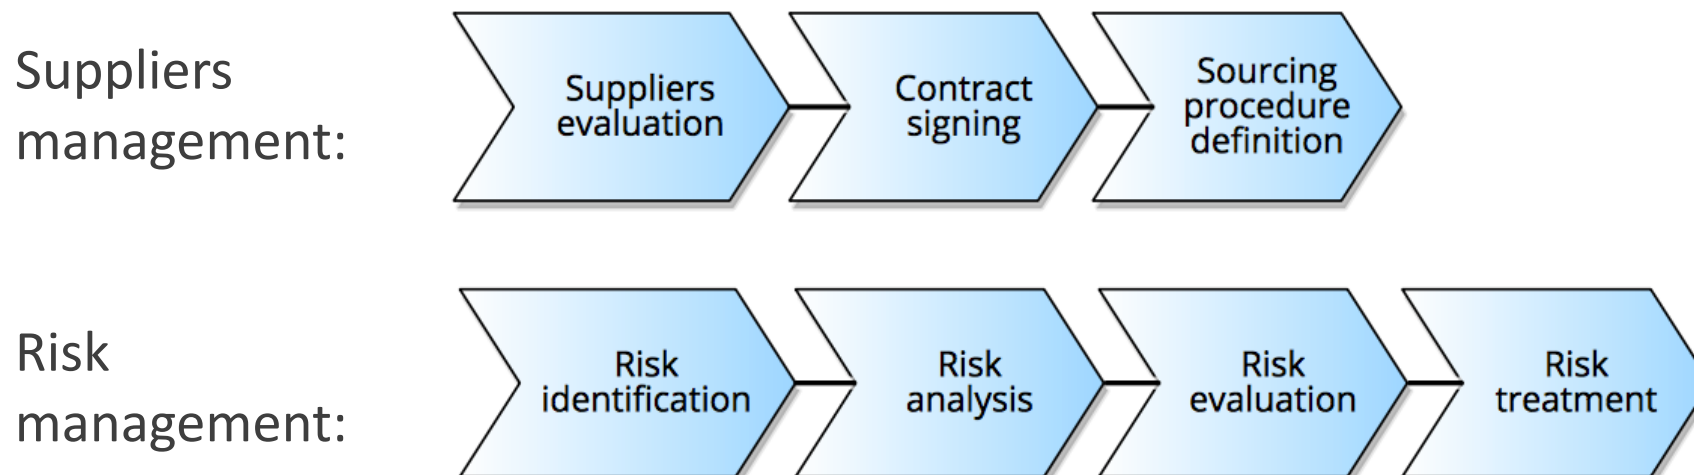 Suppliers
management:
Suppliers
evaluation
Contract
signing
Sourcing
procedure
definition
Risk
management:
Risk
identification
Risk
analysis
Risk
evaluation
Risk
treatment